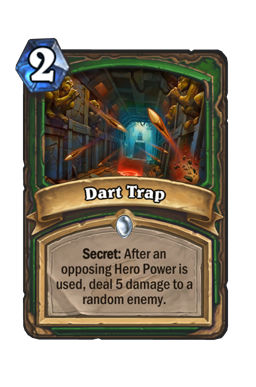 2
Dart Trap
Secret: After an
opposing Hero Power is
used, deal 5 damage to a
random enemy.